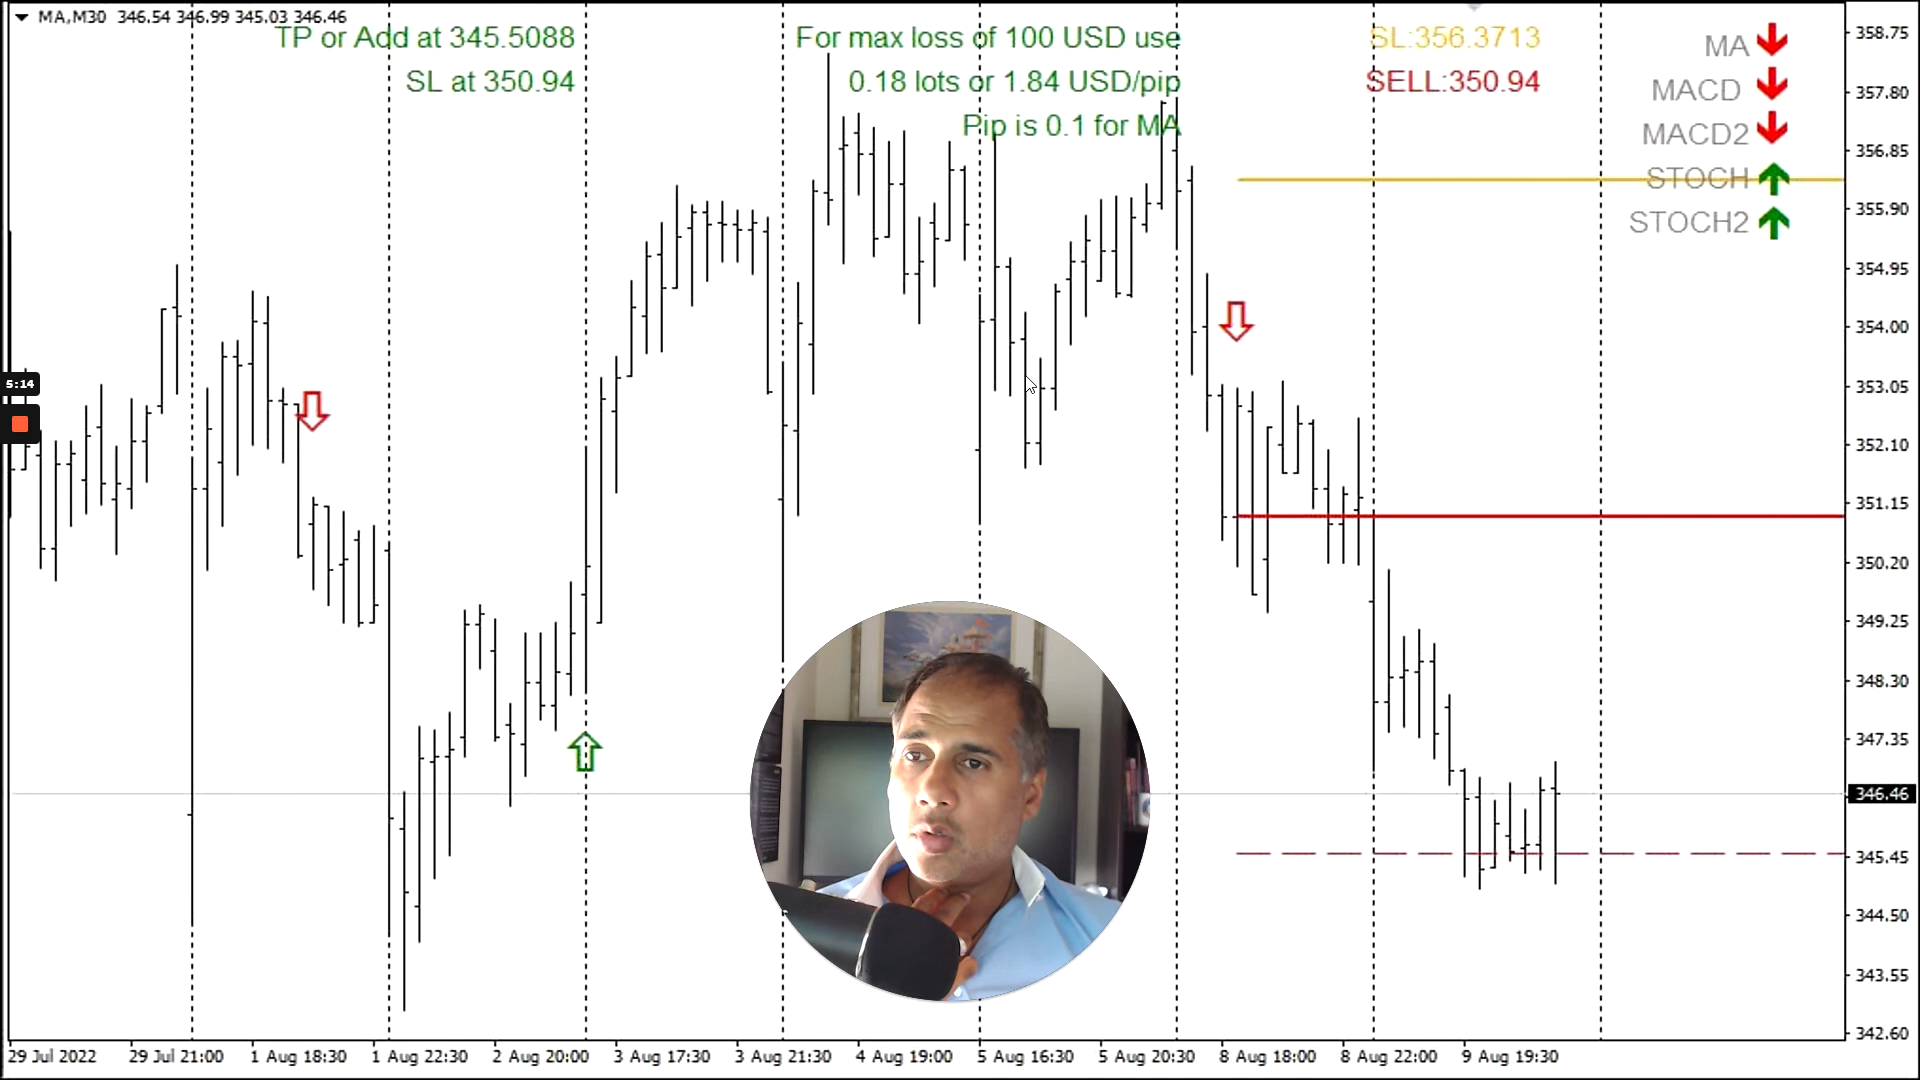 MA,M30 346.54 346.99 345.03 346.46
TP or Add at 345.5088
SL at 350.94
For max loss of 100 USD use
0.18 lots or 1.84 USD/pip
Pip is 0.1 for MA
SL:356.3713
SELL:350.94
MA
MACD
MACD2
STOCH
STOCH2
358.75
357.80
356.85
355.90
354.95
354.00
353.05
352.10
351.15
350.20
349.25
348.30
347.35
346.46
345.45
344.50
343.55
342.60
5:14
29 Jul 2022
29 Jul 21:00
1 Aug 18:30
1 Aug 22:30
2 Aug 20:00
3 Aug 17:30
3 Aug 21:30
4 Aug 19:00
5 Aug 16:30
5 Aug 20:30
8 Aug 18:00
8 Aug 22:00
9 Aug 19:30